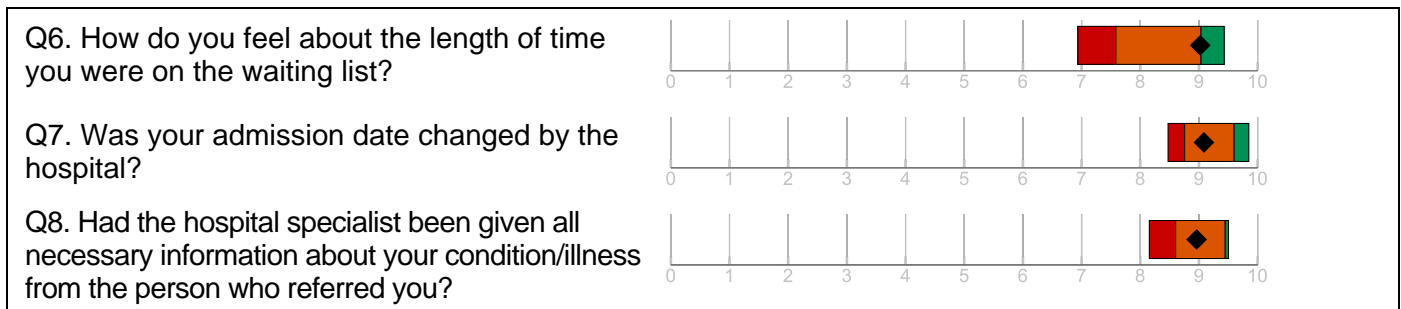 Q6. How do you feel about the length of time
you were on the waiting list?
0 1 2 3 4 5 6 7 8 9 10
Q7. Was your admission date changed by the
hospital?
0 1 2 3 4 5 6 7 8 9 10
Q8. Had the hospital specialist been given all
necessary information about your condition/illness
from the person who referred you?
0 1 2 3 4 5 6 7 8 9 10